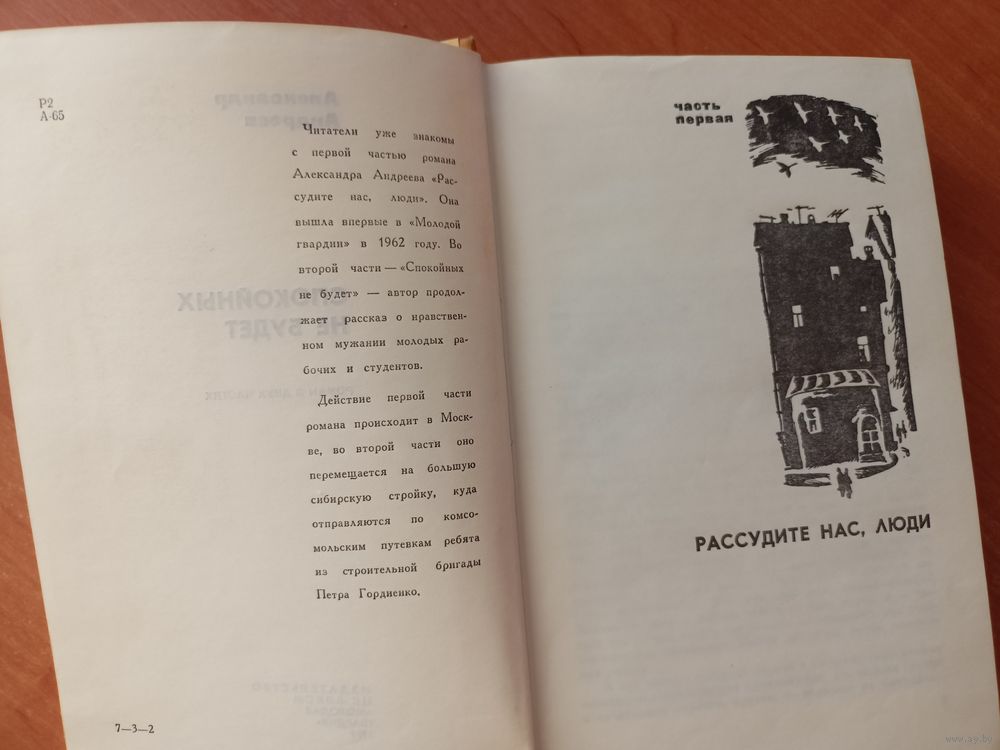 Р2
А-65
Читатели уже знакомы
с первой частью романа
Александра Андреева «Рас-
судите нас, люди». Она
вышла впервые в «Молодой
гвардии» в 1962 году. Во
второй части — «Спокойных
не будет» — автор продол-
жает рассказ о нравствен-
ном мужании молодых ра-
бочих и студентов.
Действие первой части
романа происходит в Моск-
ве, во второй части оно
перемещается на большую
сибирскую стройку, куда
отправляются по комсо-
мольским путевкам ребята
из строительной бригады
Петра Гордиенко.
7—3—2
часть
первая
РАССУДИТЕ НАС, ЛЮДИ
www.ay.by